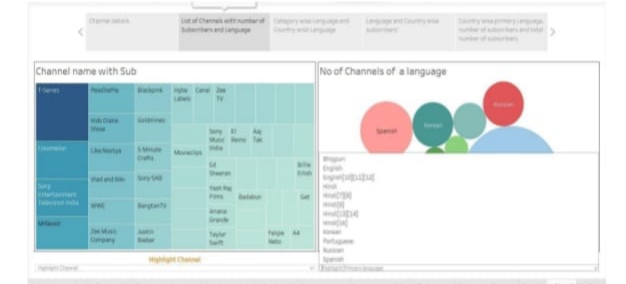 Channel details
List of Channels with number of
Subscribers and Language
Category wise Language and
Country wish Language
Language and Country wise
subscribers'
Country wise primary Language,
number of subscribers and total
number of subscribers
Channel name with Sub
No of Channels of a language
T-Series
PewDiePie
Blackpink
Hybe
Labels
Canal
Zee
TV
Kids Diana
Show
Goldmines
Cocomelon
Like Nastya
5-Minute
Crafts
Movieclips
Sony
Music
India
El
Reino
Aaj
Tak
Vlad and Niki
Sony SAB
Ed
Sheeran
Billie
Eilish
Sony
Entertainment
Television India
WWE
BangtanTV
Yash Raj
Films
Badabun
Get
MrBeast
Zee Music
Company
Justin
Bieber
Ariana
Grande
Taylor
Swift
Felipe
Neto
A4
Highlight Channel
Highlight Channel
Spanish
Korean
Russian
Bhojpuri
English
English[10][11][12]
Hindi
Hindi[7][8]
Hindi[9]
Hindi[13][14]
Hindi[16]
Korean
Portuguese
Russian
Spanish
Highlight Primary language